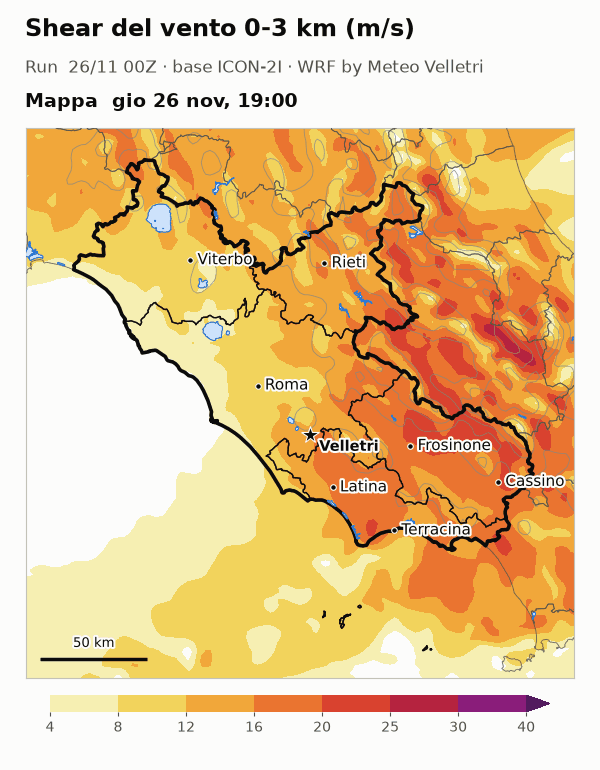 Shear del vento 0-3 km (m/s)
Run  26/11 00Z · base ICON-2I · WRF by Meteo Velletri
Mappa  gio 26 nov, 19:00
Viterbo
Rieti
Roma
Velletri
Frosinone
Cassino
Latina
Terracina
50 km
4 8 12 16 20 25 30 40